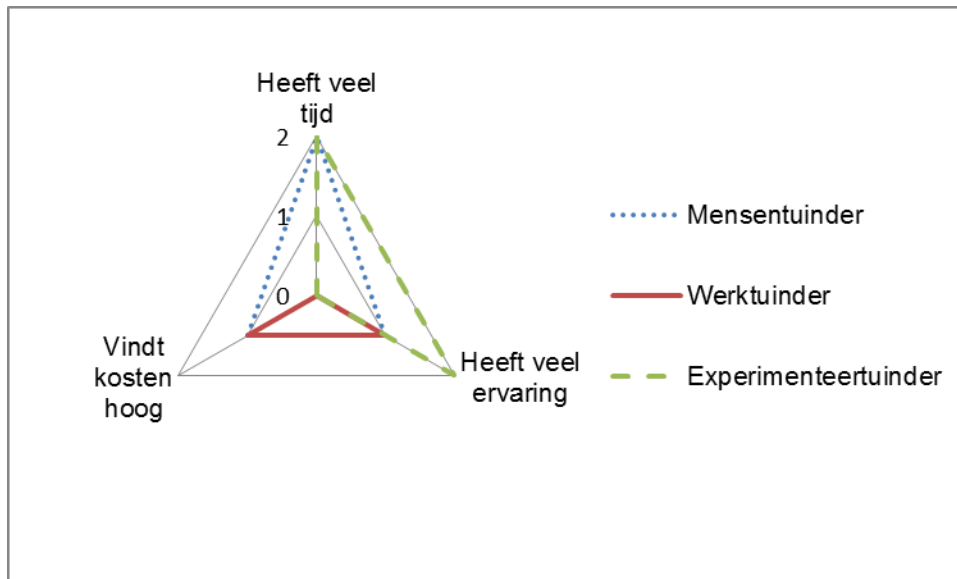 Heeft veel
tijd
2
1
0
Vindt
kosten
hoog
Heeft veel
ervaring
Mensentuinder
Werktuinder
Experimenteertuinder